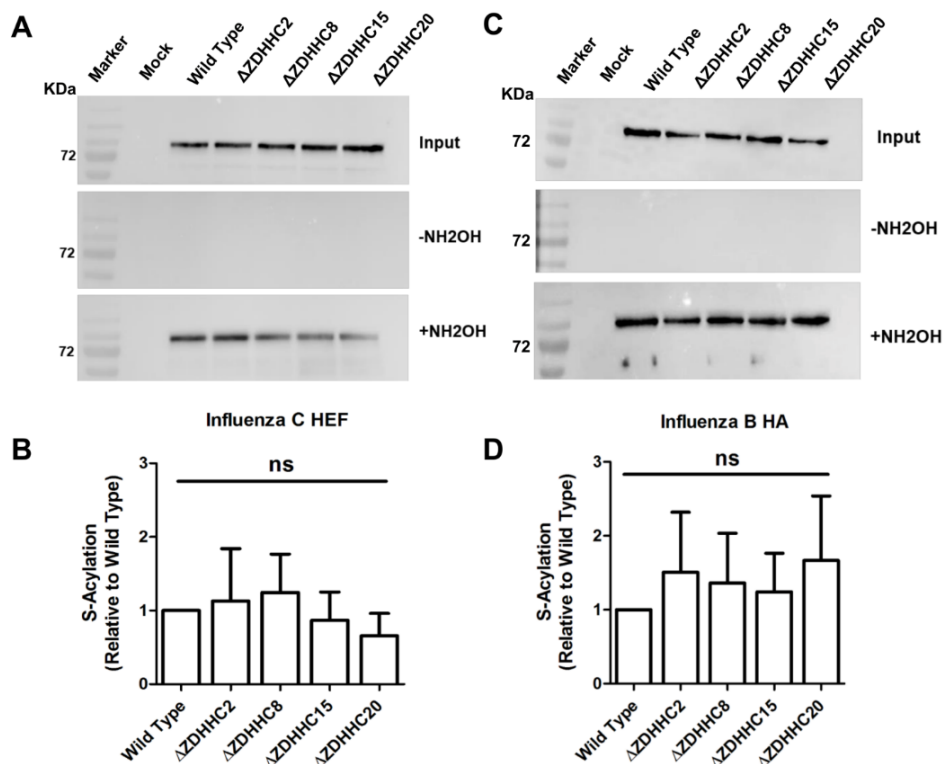 A
Marker
Mock
Wild Type
ΔZDHHC2
ΔZDHHC8
ΔZDHHC15
ΔZDHHC20
KDa
72
Input
72
-NH2OH
72
+NH2OH
Influenza C HEF
B
S-Acylation
(Relative to Wild Type)
3
2
1
0
ns
Wild Type
ΔZDHHC2
ΔZDHHC8
ΔZDHHC15
ΔZDHHC20
C
Marker
Mock
Wild Type
ΔZDHHC2
ΔZDHHC8
ΔZDHHC15
ΔZDHHC20
KDa
72
Input
72
-NH2OH
72
+NH2OH
Influenza B HA
D
S-Acylation
(Relative to Wild Type)
3
2
1
0
ns
Wild Type
ΔZDHHC2
ΔZDHHC8
ΔZDHHC15
ΔZDHHC20